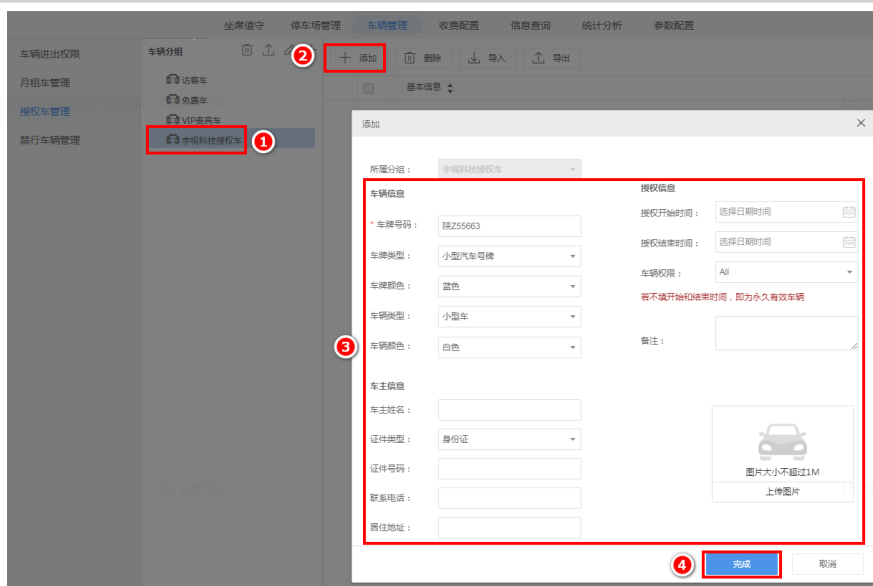 坐席值守 停车场管理 车辆管理 收费配置 信息查询 统计分析 参数配置
车辆进出权限
月租车管理
授权车管理
禁行车辆管理
车辆分组
访客车
免费车
VIP贵宾车
宇视科技授权车
1
2
添加 删除 导入 导出
基本信息
添加
所属分组： 宇视科技授权车
车辆信息
* 车牌号码： 陕Z55663
车牌类型： 小型汽车号牌
车牌颜色： 蓝色
车辆类型： 小型车
3
车辆颜色： 白色
车主信息
车主姓名：
证件类型： 身份证
证件号码：
联系电话：
居住地址：
授权信息
授权开始时间： 选择日期时间
授权结束时间： 选择日期时间
车辆权限： All
若不填开始和结束时间，即为永久有效车辆
备注：
图片大小不超过1M
上传图片
4
完成 取消